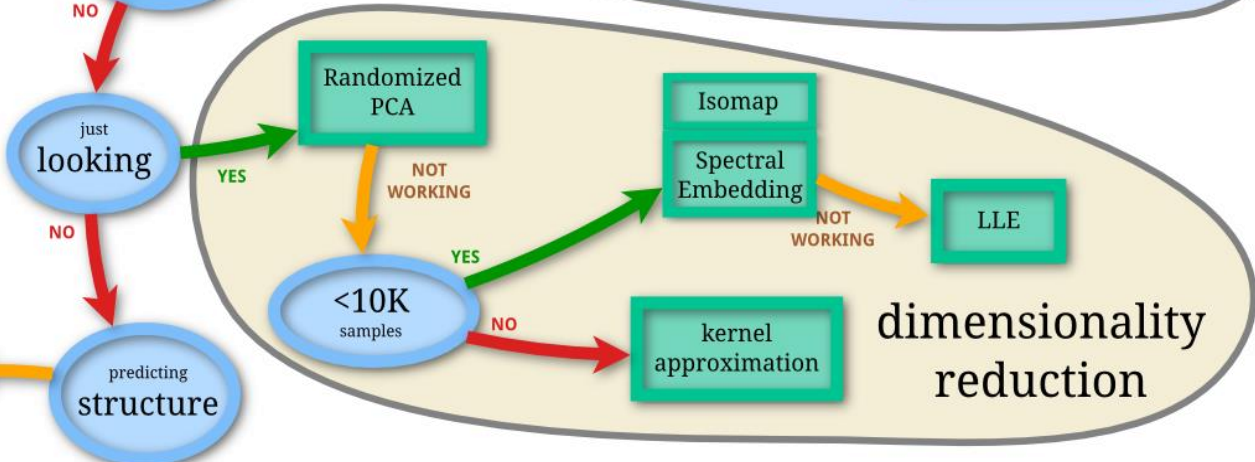 NO
just
looking
YES
NO
predicting
structure
Randomized
PCA
NOT
WORKING
<10K
samples
YES
NO
Isomap
Spectral
Embedding
NOT
WORKING
LLE
kernel
approximation
dimensionality
reduction